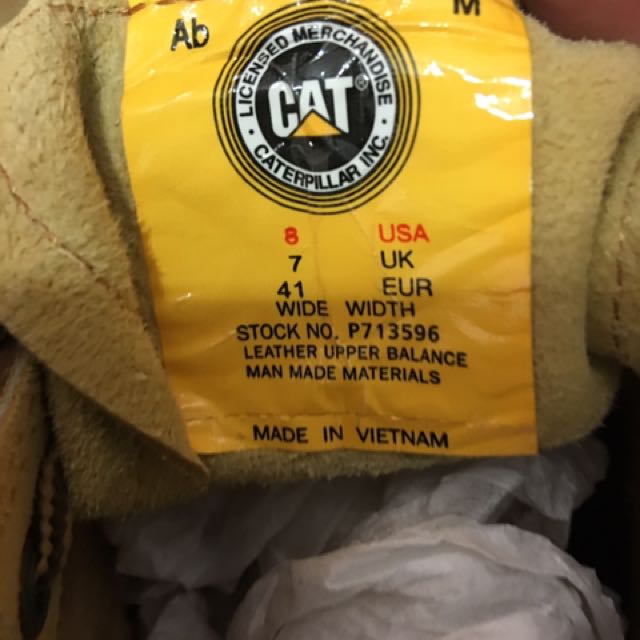 Ab
M
LICENSED MERCHANDISE
CAT®
CATERPILLAR INC.
8 USA
7 UK
41 EUR
WIDE WIDTH
STOCK NO. P713596
LEATHER UPPER BALANCE
MAN MADE MATERIALS
MADE IN VIETNAM